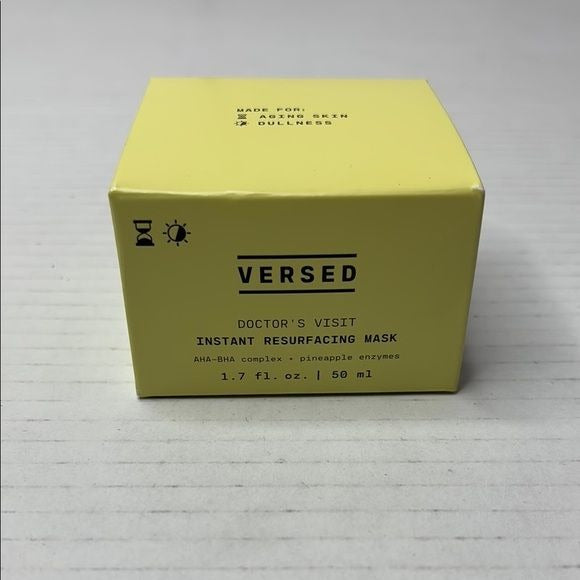 MADE FOR:
AGING SKIN
DULLNESS
VERSED
DOCTOR'S VISIT
INSTANT RESURFACING MASK
AHA-BHA complex + pineapple enzymes
1.7 fl. oz. | 50 ml